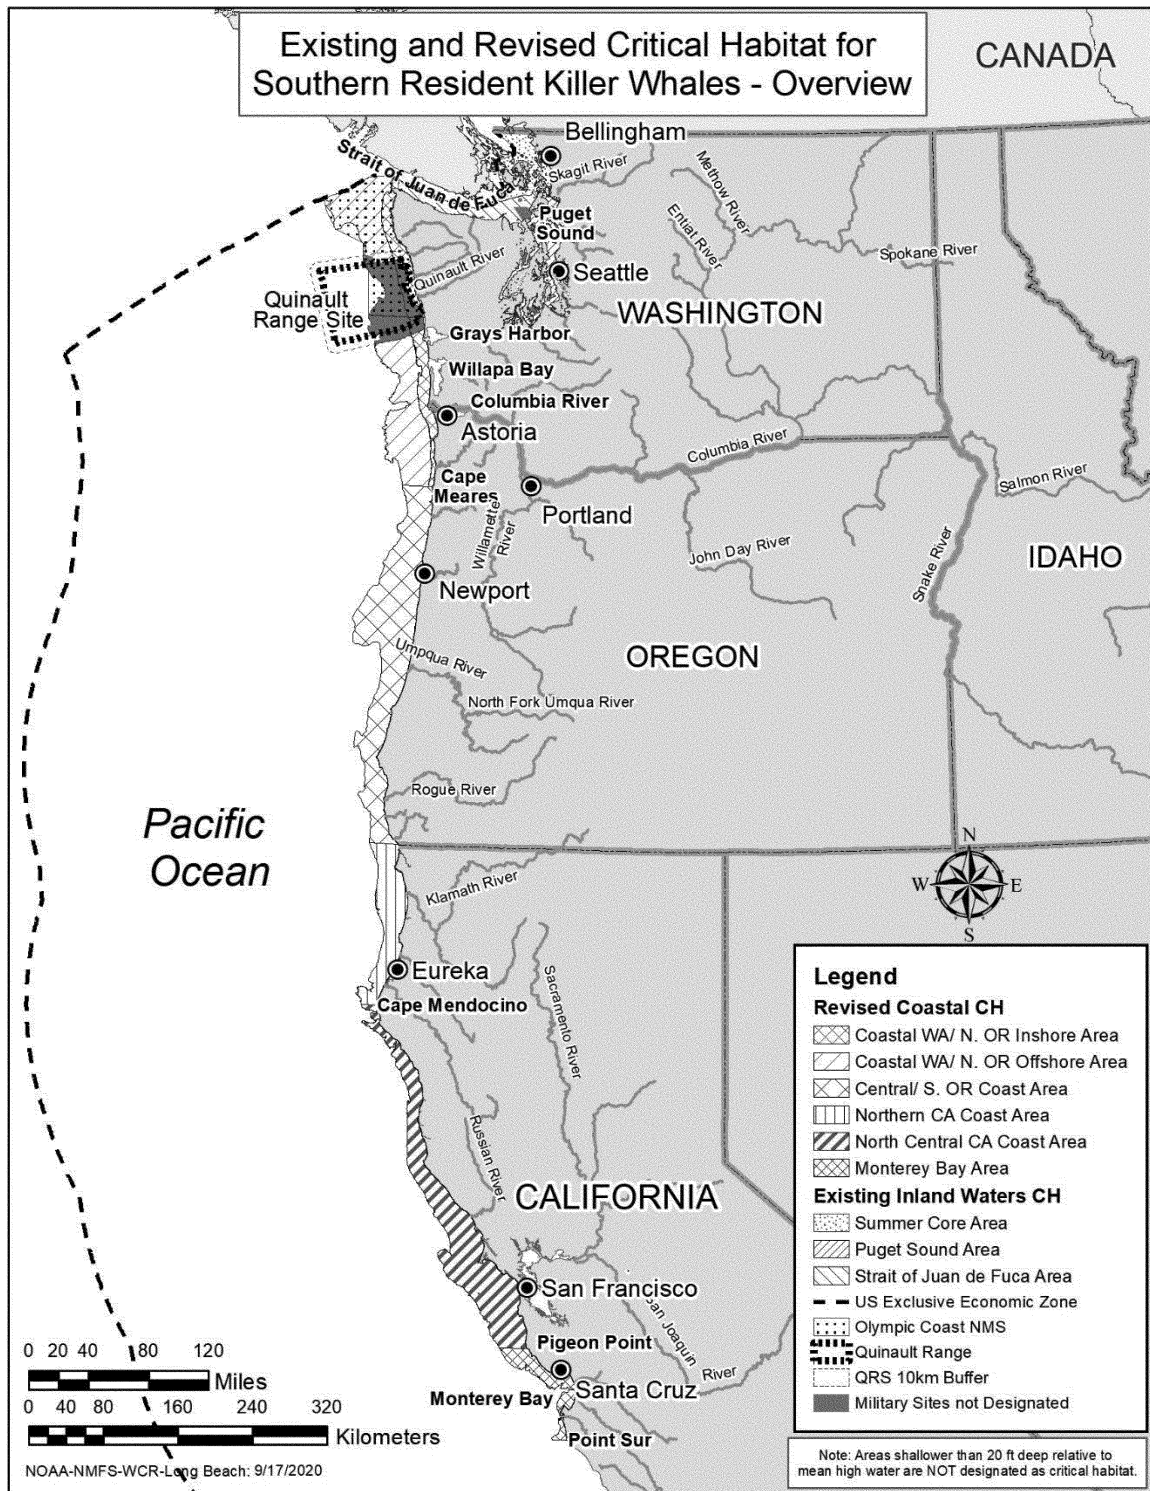 Existing and Revised Critical Habitat for
Southern Resident Killer Whales - Overview
CANADA
Bellingham
Strait of Juan de Fuca
Skagit River
Methow River
Puget
Sound
Entiat River
Spokane River
Quinault River
Seattle
Quinault
Range Site
WASHINGTON
Grays Harbor
Willapa Bay
Columbia River
Astoria
Columbia River
Cape
Meares
Salmon River
Portland
Willamette
River
John Day River
Snake River
IDAHO
Newport
Umpqua River
OREGON
North Fork Umqua River
Rogue River
Pacific
Ocean
N
W
E
S
Klamath River
Eureka
Cape Mendocino
Sacramento River
Russian River
CALIFORNIA
San Francisco
San Joaquin
River
Pigeon Point
Santa Cruz
Monterey Bay
Point Sur
Legend
Revised Coastal CH
Coastal WA/ N. OR Inshore Area
Coastal WA/ N. OR Offshore Area
Central/ S. OR Coast Area
Northern CA Coast Area
North Central CA Coast Area
Monterey Bay Area
Existing Inland Waters CH
Summer Core Area
Puget Sound Area
Strait of Juan de Fuca Area
US Exclusive Economic Zone
Olympic Coast NMS
Quinault Range
QRS 10km Buffer
Military Sites not Designated
0 20 40 80 120
Miles
0 40 80 160 240 320
Kilometers
NOAA-NMFS-WCR-Long Beach: 9/17/2020
Note: Areas shallower than 20 ft deep relative to
mean high water are NOT designated as critical habitat.